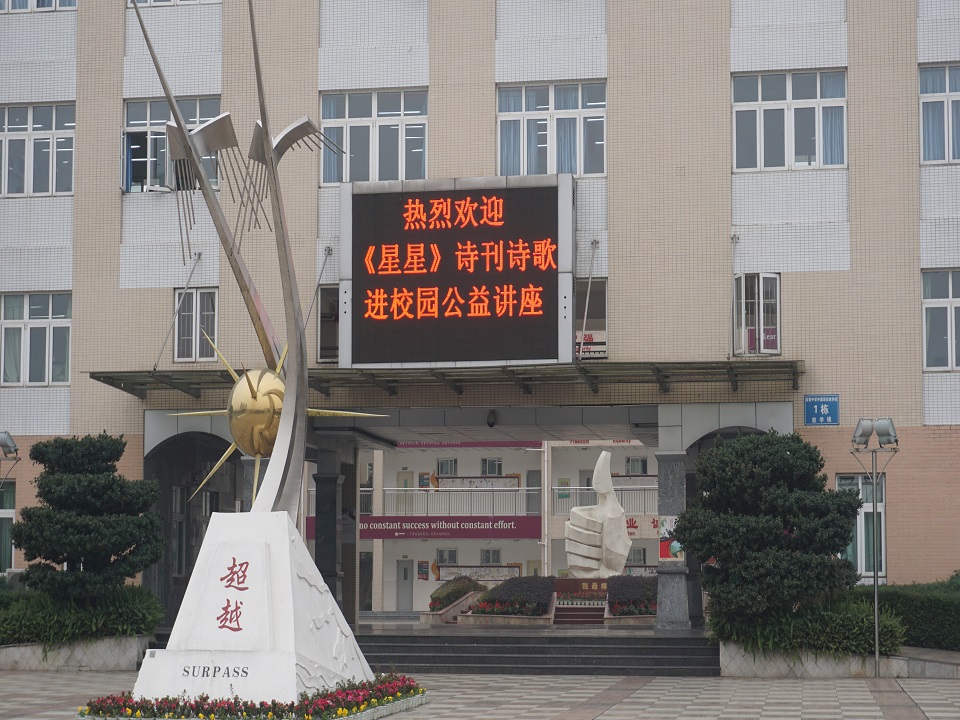 热烈欢迎
《星星》诗刊诗歌
进校园公益讲座
1栋
no constant success without constant effort.
超
越
SURPASS